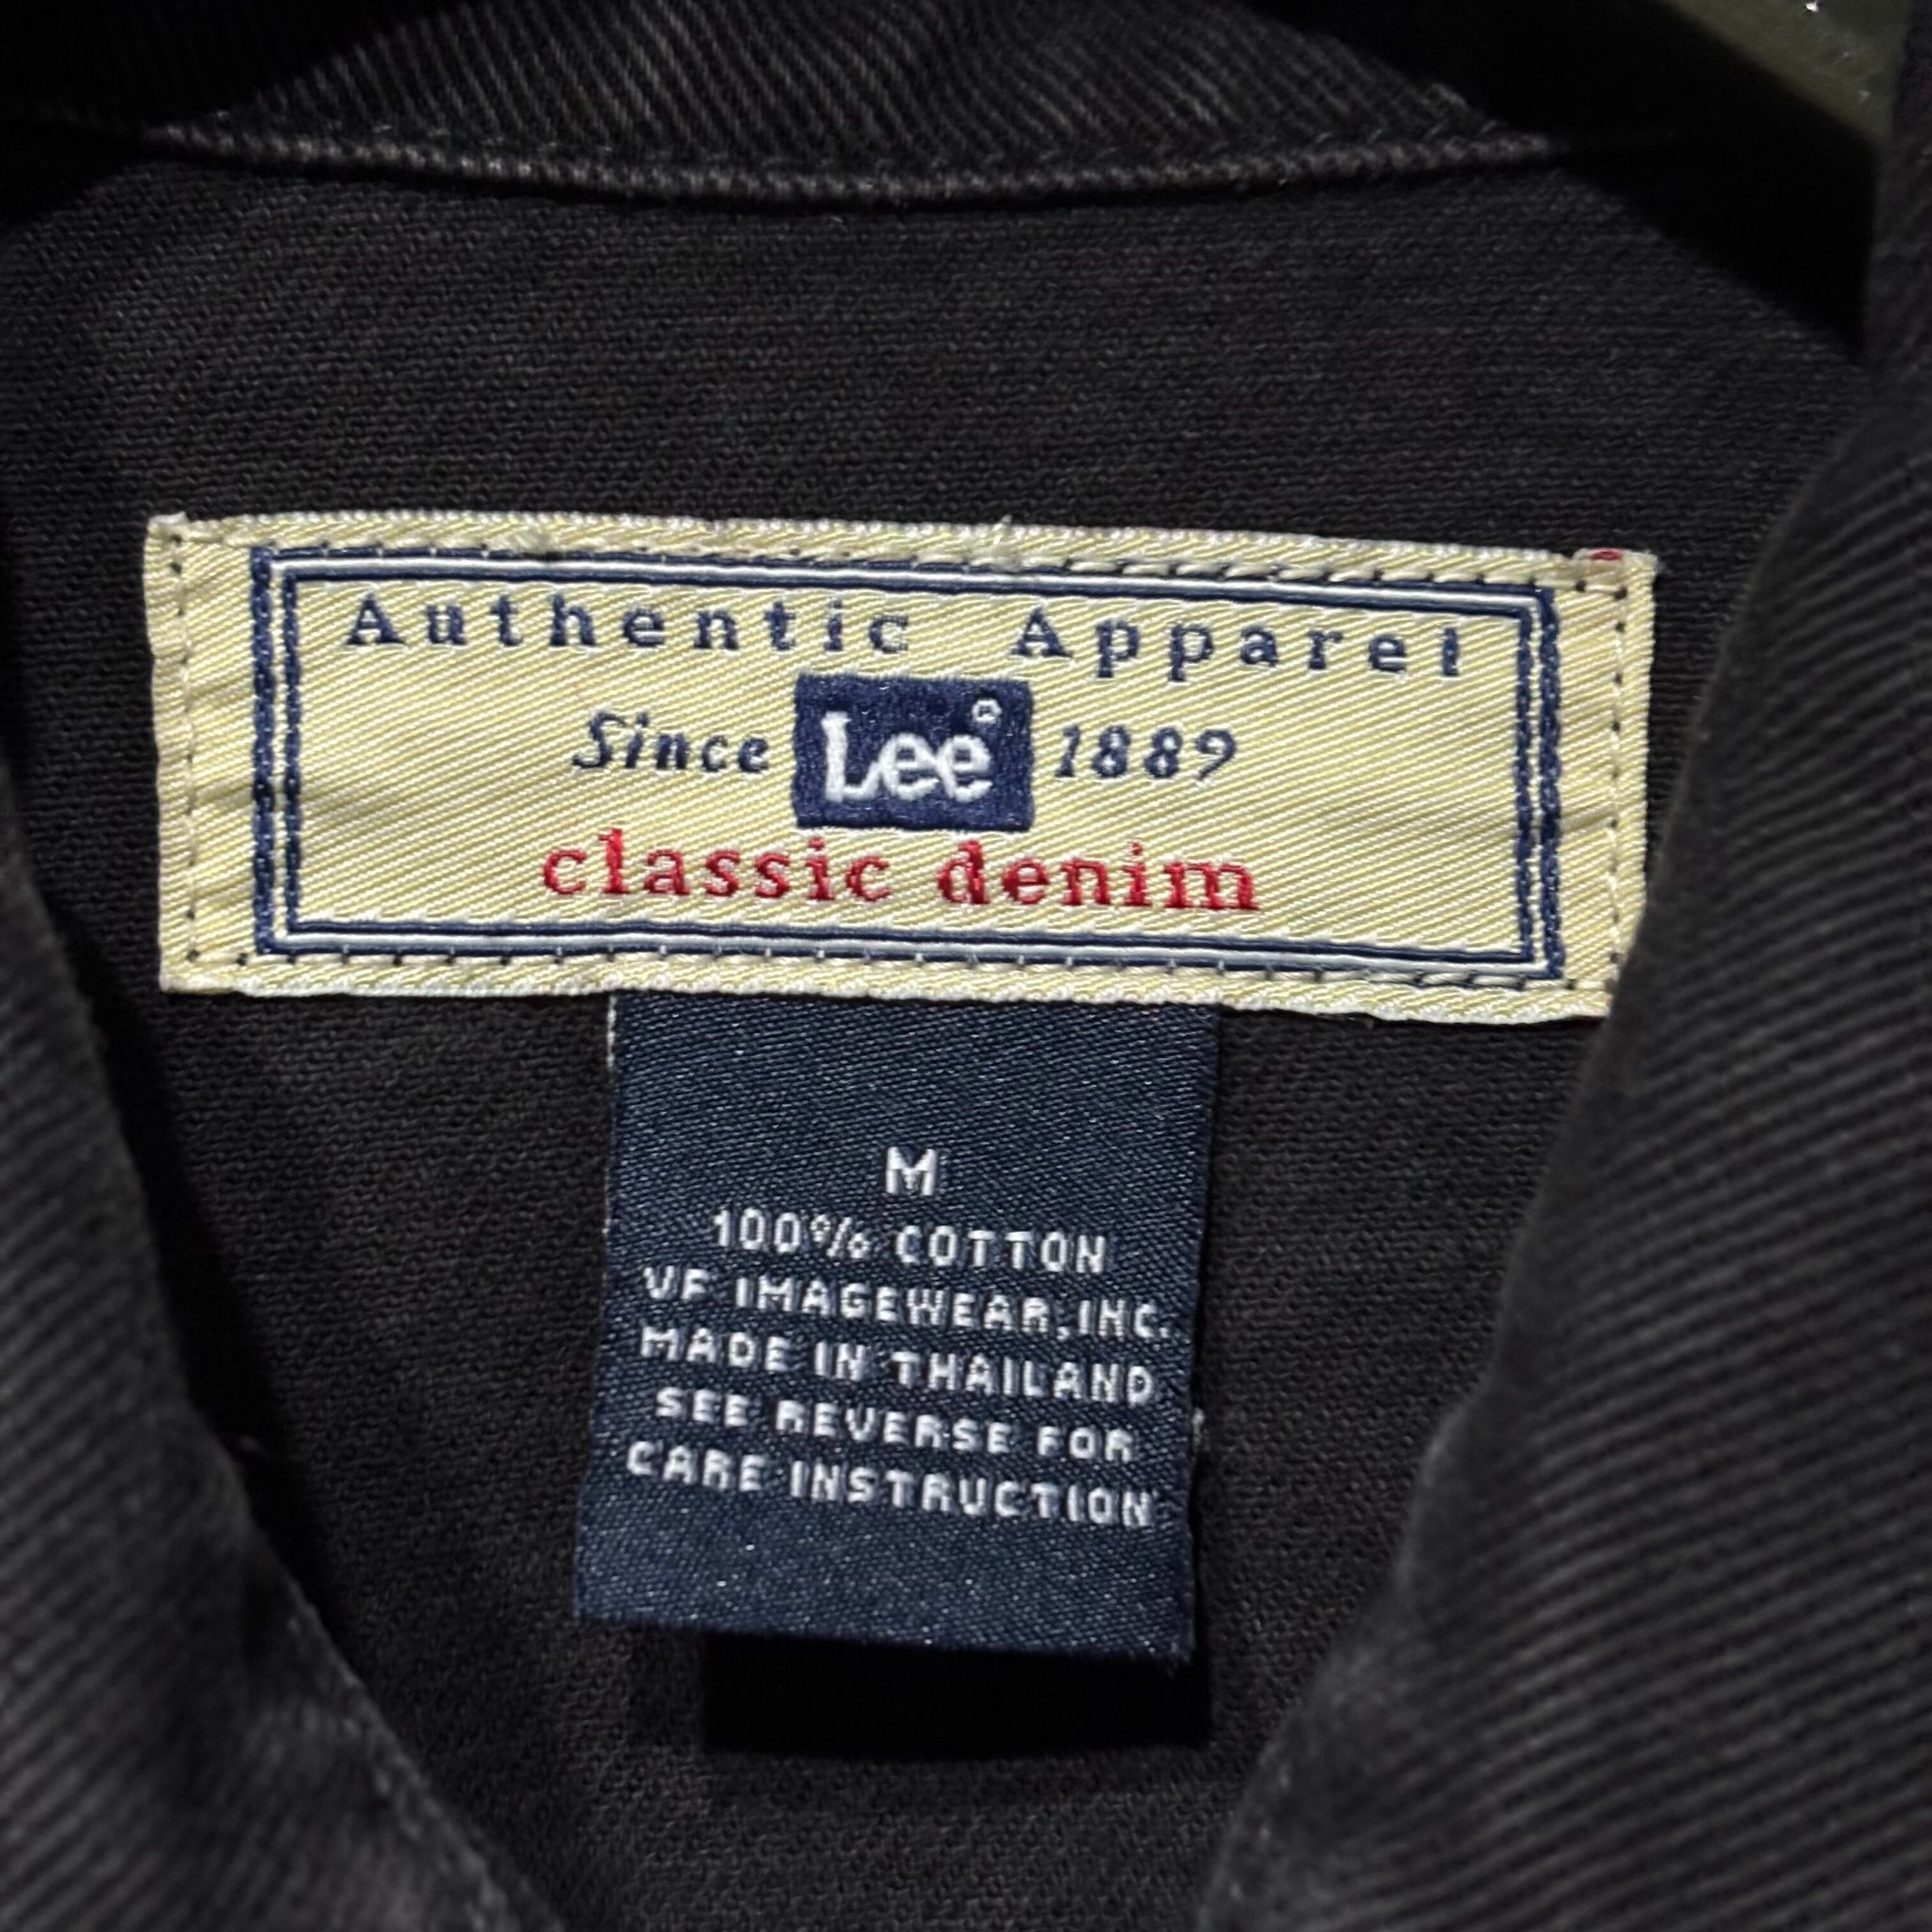 Authentic Apparel
Since Lee® 1889
classic denim
M
100% COTTON
VF IMAGEWEAR,INC.
MADE IN THAILAND
SEE REVERSE FOR
CARE INSTRUCTION